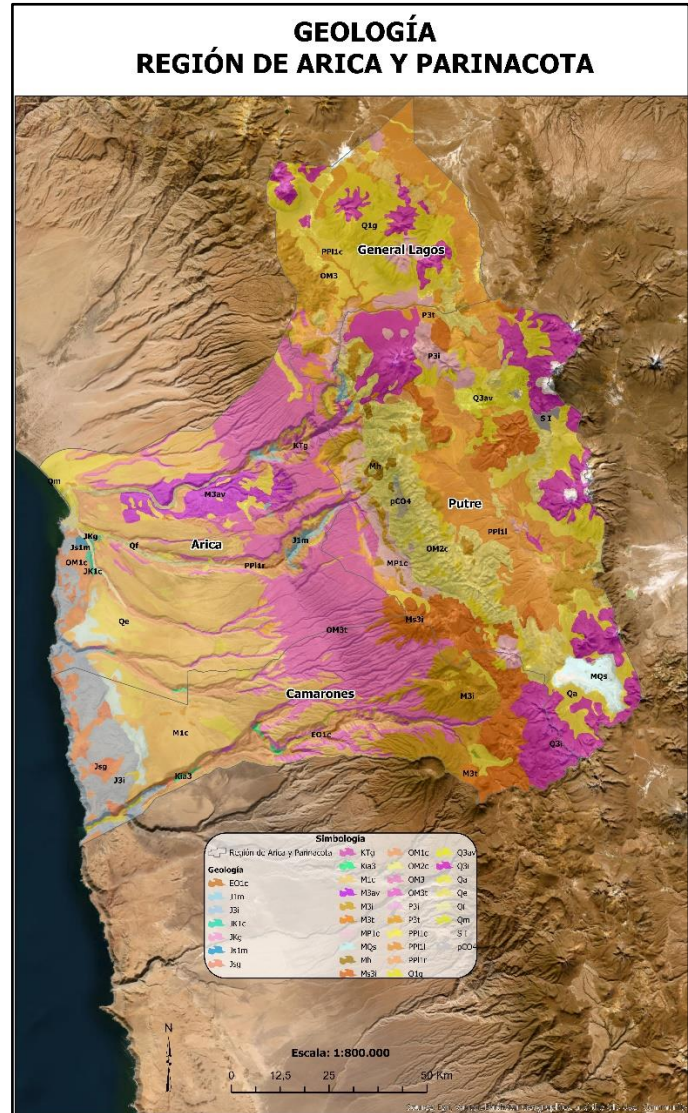 GEOLOGÍA
REGIÓN DE ARICA Y PARINACOTA
Q1g
General Lagos
PPl1c
OM3
P3t
P3i
Q3av
S I
KTg
Qm
Mh
M3av
pCO4
Putre
JKg
Js1m
Qf
Arica
J1m
PPl1l
OM1c
JK1c
PPl1r
MP1c
OM2c
Qe
Ms3i
OM3t
MQs
Camarones
M3i
Qa
M1c
EO1c
Q3i
Jsg
J3i
Kia3
M3t
Simbología
Región de Arica y Parinacota
Geología
EO1c
J1m
J3i
JK1c
JKg
Js1m
Jsg
KTg
Kia3
M1c
M3av
M3i
M3t
MP1c
MQs
Mh
Ms3i
OM1c
OM2c
OM3
OM3t
P3i
P3t
PPl1c
PPl1l
PPl1r
Q1g
Q3av
Q3i
Qa
Qe
Qf
Qm
S I
pCO4
N
Escala: 1:800.000
0 12,5 25 50 Km